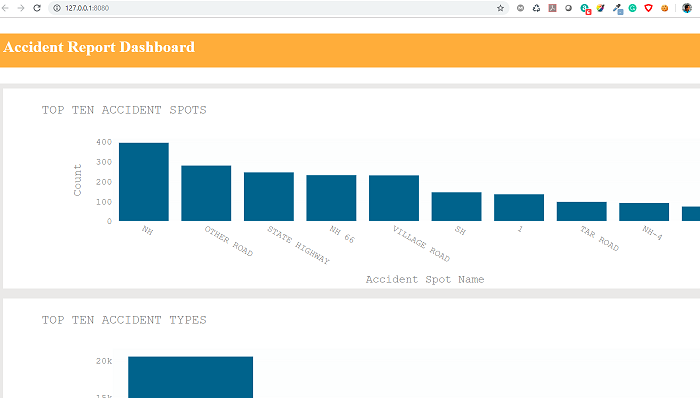 127.0.0.1:8080
Accident Report Dashboard
TOP TEN ACCIDENT SPOTS
400
300
200
100
0
Count
NH
OTHER ROAD
STATE HIGHWAY
NH 66
VILLAGE ROAD
SH
1
TAR ROAD
NH-4
Accident Spot Name
TOP TEN ACCIDENT TYPES
20k